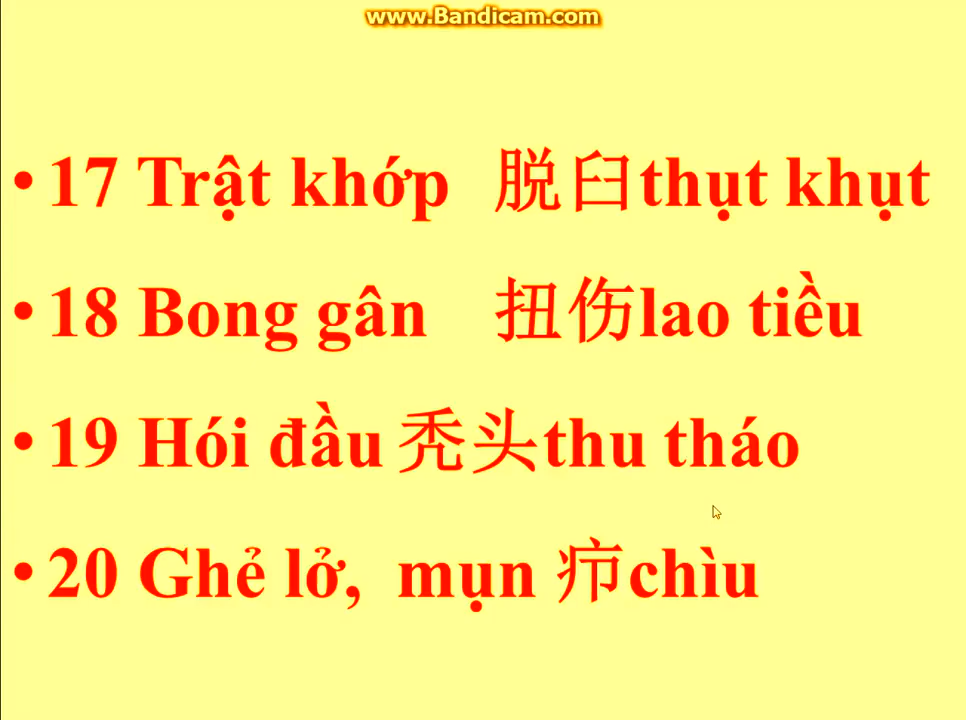 www.Bandicam.com
• 17 Trật khớp 脱臼thụt khụt
• 18 Bong gân 扭伤lao tiều
• 19 Hói đầu 秃头thu tháo
• 20 Ghẻ lở, mụn 疖chìu